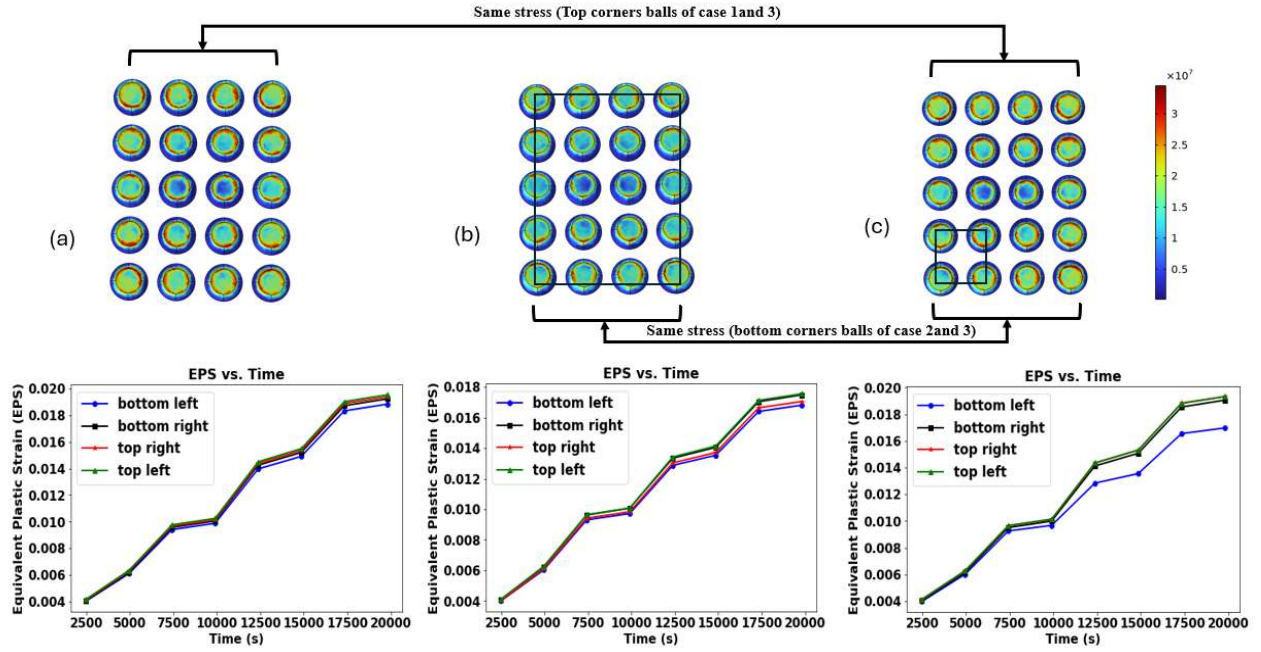 Same stress (Top corners balls of case 1and 3)
×10⁷
3
2.5
2
1.5
1
0.5
(a)
(b)
(c)
Same stress (bottom corners balls of case 2and 3)
EPS vs. Time
Equivalent Plastic Strain (EPS)
0.020
0.018
0.016
0.014
0.012
0.010
0.008
0.006
0.004
bottom left
bottom right
top right
top left
2500 5000 7500 10000 12500 15000 17500 20000
Time (s)
EPS vs. Time
Equivalent Plastic Strain (EPS)
0.018
0.016
0.014
0.012
0.010
0.008
0.006
0.004
bottom left
bottom right
top right
top left
2500 5000 7500 10000 12500 15000 17500 20000
Time (s)
EPS vs. Time
Equivalent Plastic Strain (EPS)
0.020
0.018
0.016
0.014
0.012
0.010
0.008
0.006
0.004
bottom left
bottom right
top right
top left
2500 5000 7500 10000 12500 15000 17500 20000
Time (s)